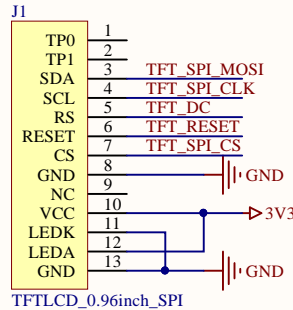 J1
TP0 1
TP1 2
SDA 3 TFT_SPI_MOSI
SCL 4 TFT_SPI_CLK
RS 5 TFT_DC
RESET 6 TFT_RESET
CS 7 TFT_SPI_CS
GND 8 GND
NC 9
VCC 10 3V3
LEDK 11
LEDA 12
GND 13 GND
TFTLCD_0.96inch_SPI